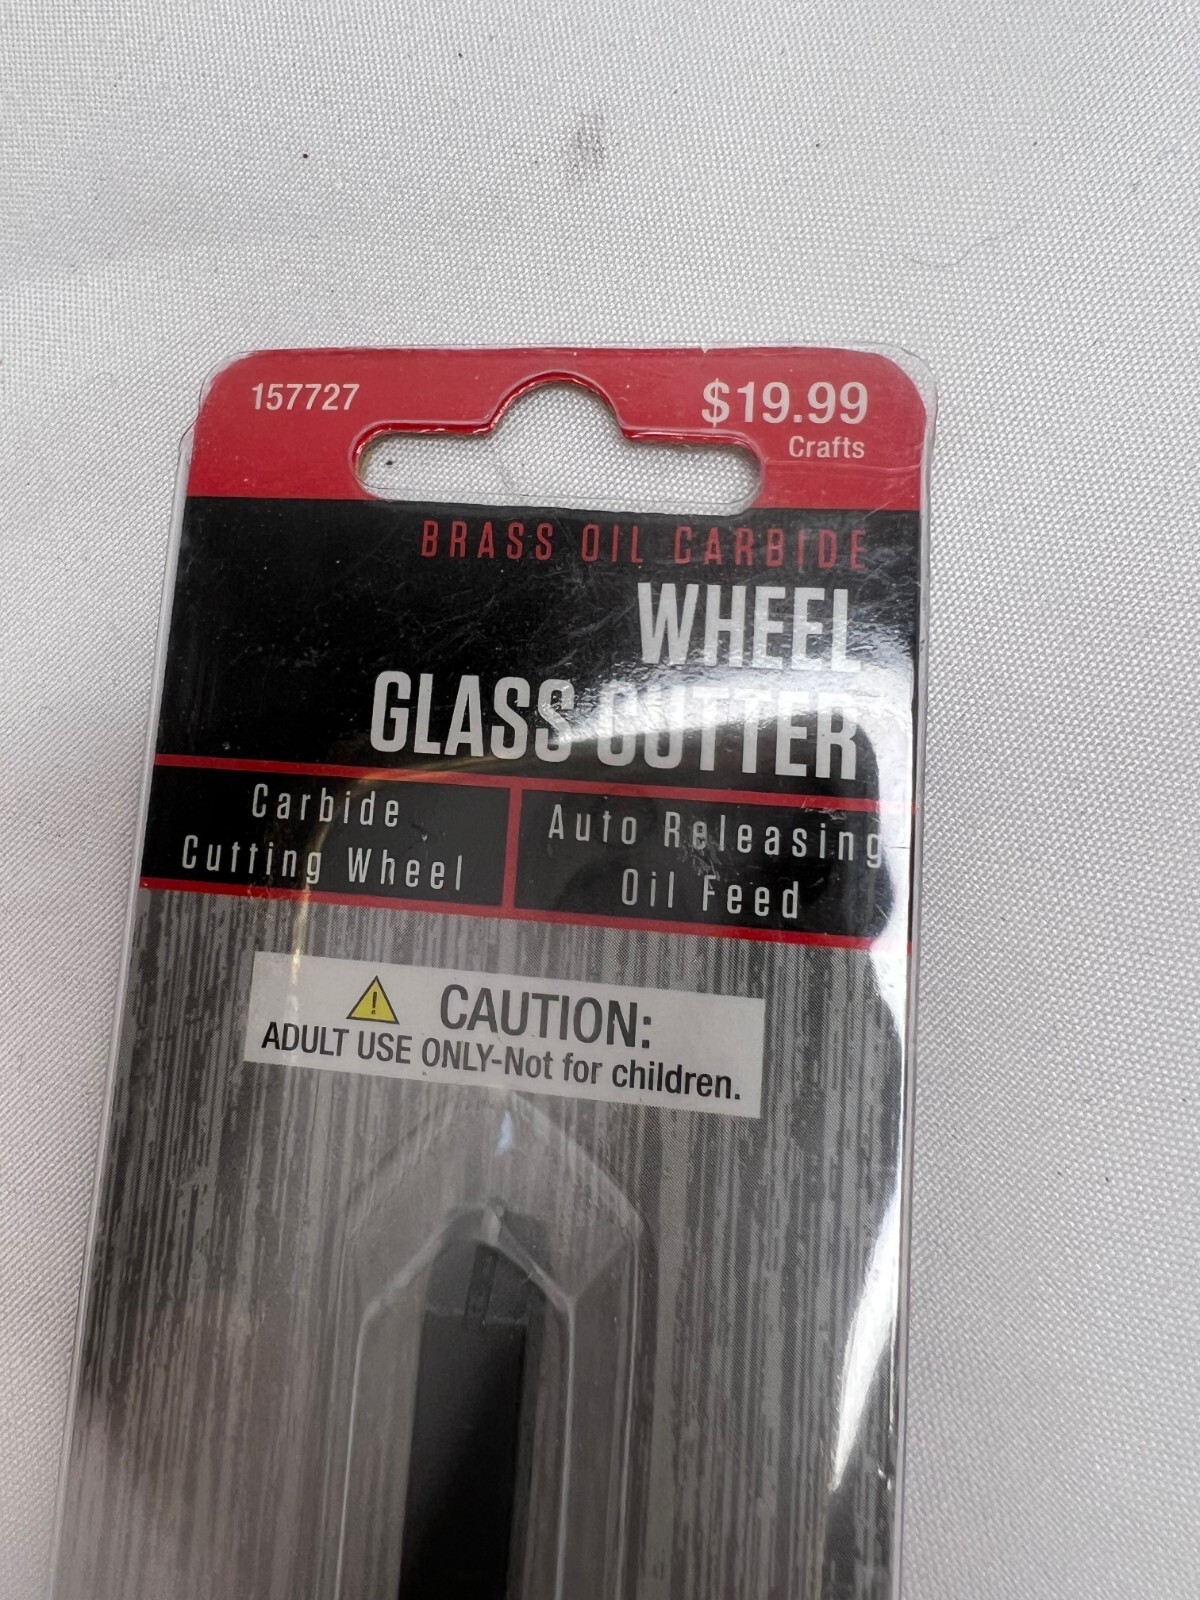 157727
$19.99
Crafts
BRASS OIL CARBIDE
WHEEL
GLASS CUTTER
Carbide
Cutting Wheel
Auto Releasing
Oil Feed
CAUTION:
ADULT USE ONLY-Not for children.